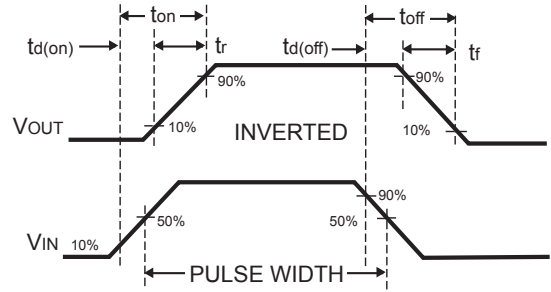 ton toff
td(on) tr td(off) tf
90% 90%
VOUT 10% INVERTED 10%
90%
50% 50%
VIN 10%
PULSE WIDTH